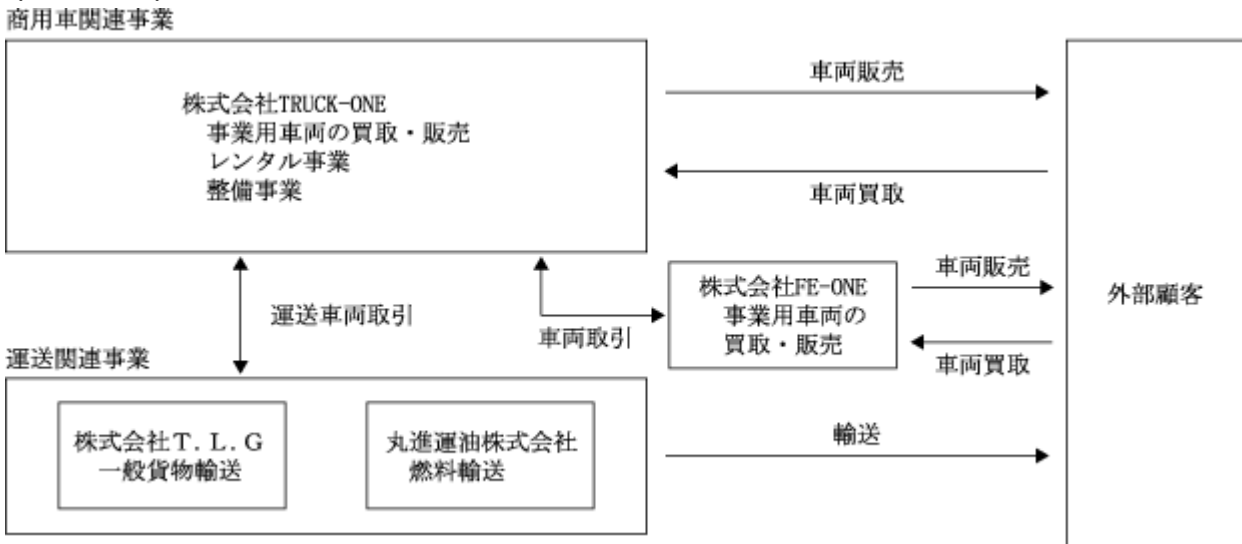 商用車関連事業
株式会社TRUCK-ONE
事業用車両の買取・販売
レンタル事業
整備事業
車両販売
車両買取
運送車両取引
車両取引
株式会社FE-ONE
事業用車両の
買取・販売
車両販売
車両買取
外部顧客
運送関連事業
株式会社Ｔ．Ｌ．Ｇ
一般貨物輸送
丸進運油株式会社
燃料輸送
輸送